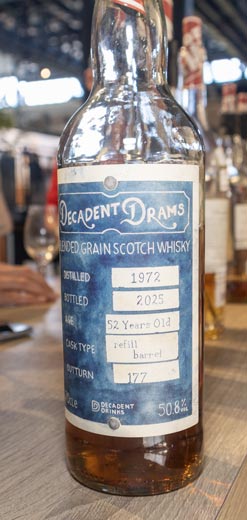 DECADENT DRAMS
BLENDED GRAIN SCOTCH WHISKY
DISTILLED 1972
BOTTLED 2025
AGE 52 Years Old
CASK TYPE refill barrel
OUTTURN 177
DECADENT DRINKS
50.8%